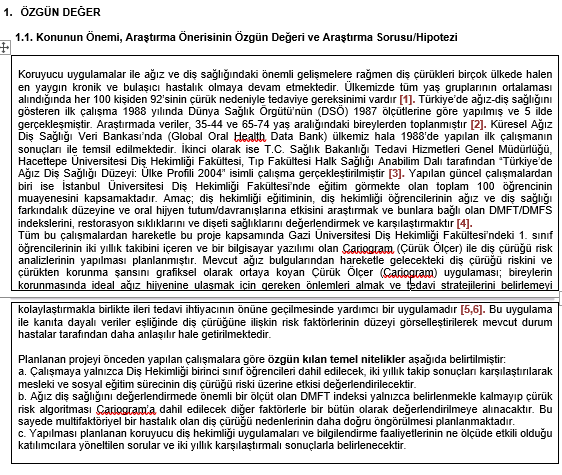 1. ÖZGÜN DEĞER
1.1. Konunun Önemi, Araştırma Önerisinin Özgün Değeri ve Araştırma Sorusu/Hipotezi
Koruyucu uygulamalar ile ağız ve diş sağlığındaki önemli gelişmelere rağmen diş çürükleri birçok ülkede halen
en yaygın kronik ve bulaşıcı hastalık olmaya devam etmektedir. Ülkemizde tüm yaş gruplarının ortalaması
alındığında her 100 kişiden 92'sinin çürük nedeniyle tedaviye gereksinimi vardır [1]. Türkiye'de ağız-diş sağlığını
gösteren ilk çalışma 1988 yılında Dünya Sağlık Örgütü'nün (DSÖ) 1987 ölçütlerine göre yapılmış ve 5 ilde
gerçekleşmiştir. Araştırmada veriler, 35-44 ve 65-74 yaş aralığındaki bireylerden toplanmıştır [2]. Küresel Ağız
Diş Sağlığı Veri Bankası'nda (Global Oral Health Data Bank) ülkemiz hala 1988'de yapılan ilk çalışmanın
sonuçları ile temsil edilmektedir. İkinci olarak ise T.C. Sağlık Bakanlığı Tedavi Hizmetleri Genel Müdürlüğü,
Hacettepe Üniversitesi Diş Hekimliği Fakültesi, Tıp Fakültesi Halk Sağlığı Anabilim Dalı tarafından "Türkiye'de
Ağız Diş Sağlığı Düzeyi: Ülke Profili 2004" isimli çalışma gerçekleştirilmiştir [3]. Yapılan güncel çalışmalardan
biri ise İstanbul Üniversitesi Diş Hekimliği Fakültesi'nde eğitim görmekte olan toplam 100 öğrencinin
muayenesini kapsamaktadır. Amaç; diş hekimliği eğitiminin, diş hekimliği öğrencilerinin ağız ve diş sağlığı
farkındalık düzeyine ve oral hijyen tutum/davranışlarına etkisini araştırmak ve bunlara bağlı olan DMFT/DMFS
indekslerini, restorasyon sıklıklarını ve dişeti sağlıklarını değerlendirmek ve karşılaştırmaktır [4].
Tüm bu çalışmalardan hareketle bu proje kapsamında Gazi Üniversitesi Diş Hekimliği Fakültesi'ndeki 1. sınıf
öğrencilerinin iki yıllık takibini içeren ve bir bilgisayar yazılımı olan Cariogram (Çürük Ölçer) ile diş çürüğü risk
analizlerinin yapılması planlanmıştır. Mevcut ağız bulgularından hareketle gelecekteki diş çürüğü riskini ve
çürükten korunma şansını grafiksel olarak ortaya koyan Çürük Ölçer (Cariogram) uygulaması; bireylerin
korunmasında ideal ağız hijyenine ulaşmak için gereken önlemleri almak ve tedavi stratejilerini belirlemeyi
kolaylaştırmakla birlikte ileri tedavi ihtiyacının önüne geçilmesinde yardımcı bir uygulamadır [5,6]. Bu uygulama
ile kanıta dayalı veriler eşliğinde diş çürüğüne ilişkin risk faktörlerinin düzeyi görselleştirilerek mevcut durum
hastalar tarafından daha anlaşılır hale getirilmektedir.
Planlanan projeyi önceden yapılan çalışmalara göre özgün kılan temel nitelikler aşağıda belirtilmiştir:
a. Çalışmaya yalnızca Diş Hekimliği birinci sınıf öğrencileri dahil edilecek, iki yıllık takip sonuçları karşılaştırılarak
mesleki ve sosyal eğitim sürecinin diş çürüğü riski üzerine etkisi değerlendirilecektir.
b. Ağız diş sağlığını değerlendirmede önemli bir ölçüt olan DMFT indeksi yalnızca belirlenmekle kalmayıp çürük
risk algoritması Cariogram'a dahil edilecek diğer faktörlerle bir bütün olarak değerlendirilmeye alınacaktır. Bu
sayede multifaktöriyel bir hastalık olan diş çürüğü nedenlerinin daha doğru öngörülmesi planlanmaktadır.
c. Yapılması planlanan koruyucu diş hekimliği uygulamaları ve bilgilendirme faaliyetlerinin ne ölçüde etkili olduğu
katılımcılara yöneltilen sorular ve iki yıllık karşılaştırmalı sonuçlarla belirlenecektir.